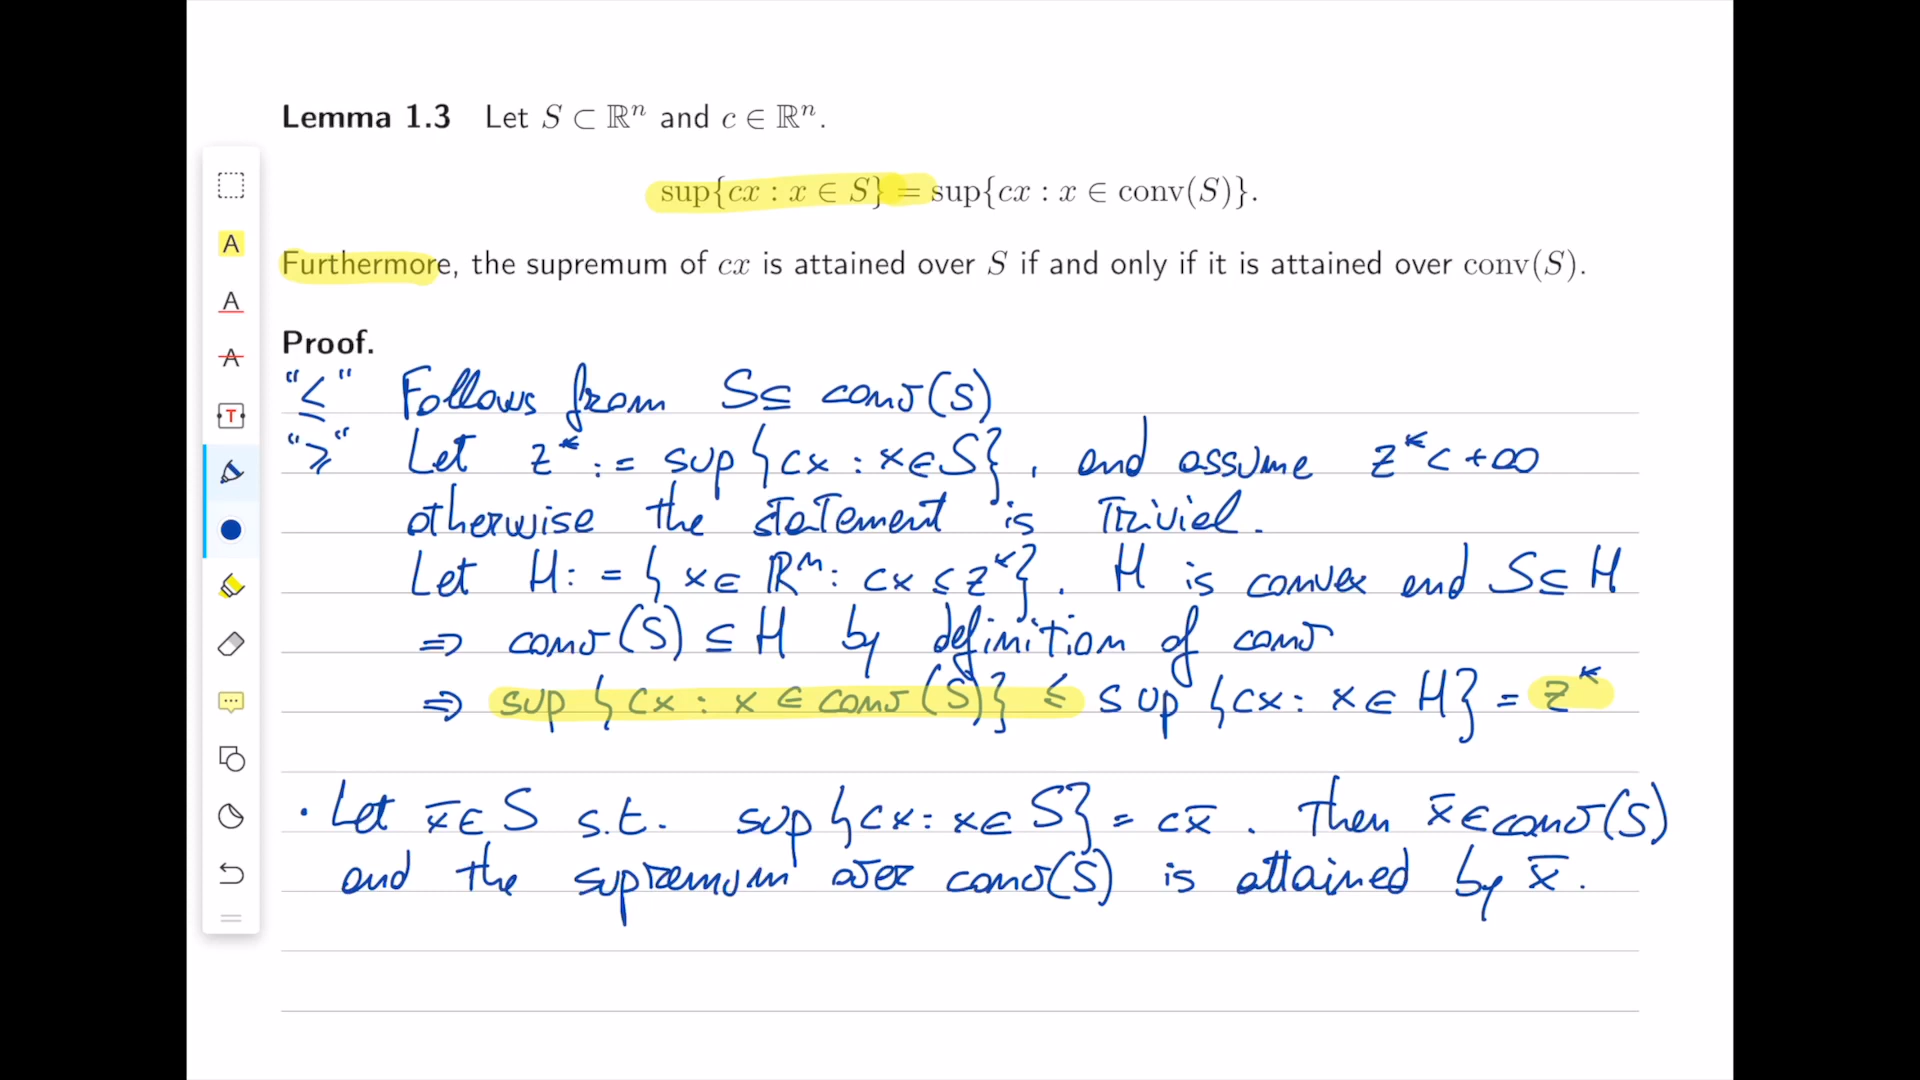 Lemma 1.3 Let S ⊂ ℝⁿ and c ∈ ℝⁿ.
sup{cx : x ∈ S} = sup{cx : x ∈ conv(S)}.
Furthermore, the supremum of cx is attained over S if and only if it is attained over conv(S).
Proof.
"≤" Follows from S ⊆ conv(S)
"≥" Let z* := sup{cx : x ∈ S}, and assume z* < +∞
otherwise the statement is trivial.
Let H := {x ∈ ℝⁿ : cx ≤ z*}. H is convex and S ⊆ H
⇒ conv(S) ⊆ H by definition of conv
⇒ sup{cx : x ∈ conv(S)} ≤ sup{cx : x ∈ H} = z*
· Let x̄ ∈ S s.t. sup{cx : x ∈ S} = cx̄. Then x̄ ∈ conv(S)
and the supremum over conv(S) is attained by x̄.
A
A
A
T